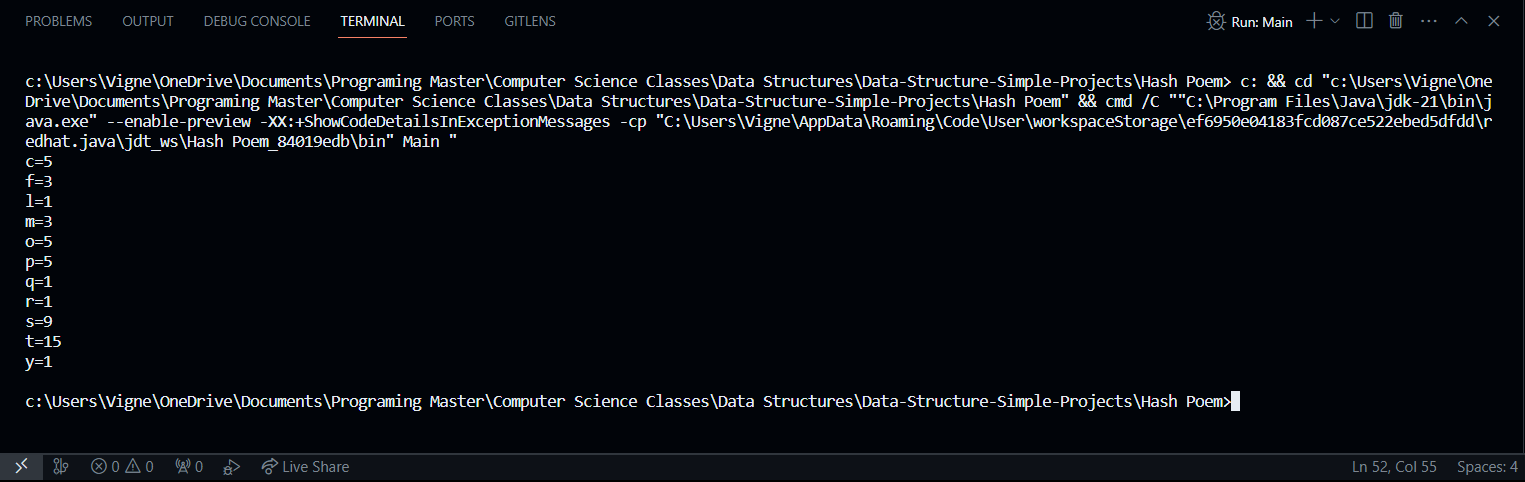 PROBLEMS OUTPUT DEBUG CONSOLE TERMINAL PORTS GITLENS Run: Main
c:\Users\Vigne\OneDrive\Documents\Programing Master\Computer Science Classes\Data Structures\Data-Structure-Simple-Projects\Hash Poem> c: && cd "c:\Users\Vigne\One
Drive\Documents\Programing Master\Computer Science Classes\Data Structures\Data-Structure-Simple-Projects\Hash Poem" && cmd /C ""C:\Program Files\Java\jdk-21\bin\j
ava.exe" --enable-preview -XX:+ShowCodeDetailsInExceptionMessages -cp "C:\Users\Vigne\AppData\Roaming\Code\User\workspaceStorage\ef6950e04183fcd087ce522ebed5dfdd\r
edhat.java\jdt_ws\Hash Poem_84019edb\bin" Main "
c=5
f=3
l=1
m=3
o=5
p=5
q=1
r=1
s=9
t=15
y=1
c:\Users\Vigne\OneDrive\Documents\Programing Master\Computer Science Classes\Data Structures\Data-Structure-Simple-Projects\Hash Poem>
0 0 0 Live Share Ln 52, Col 55 Spaces: 4